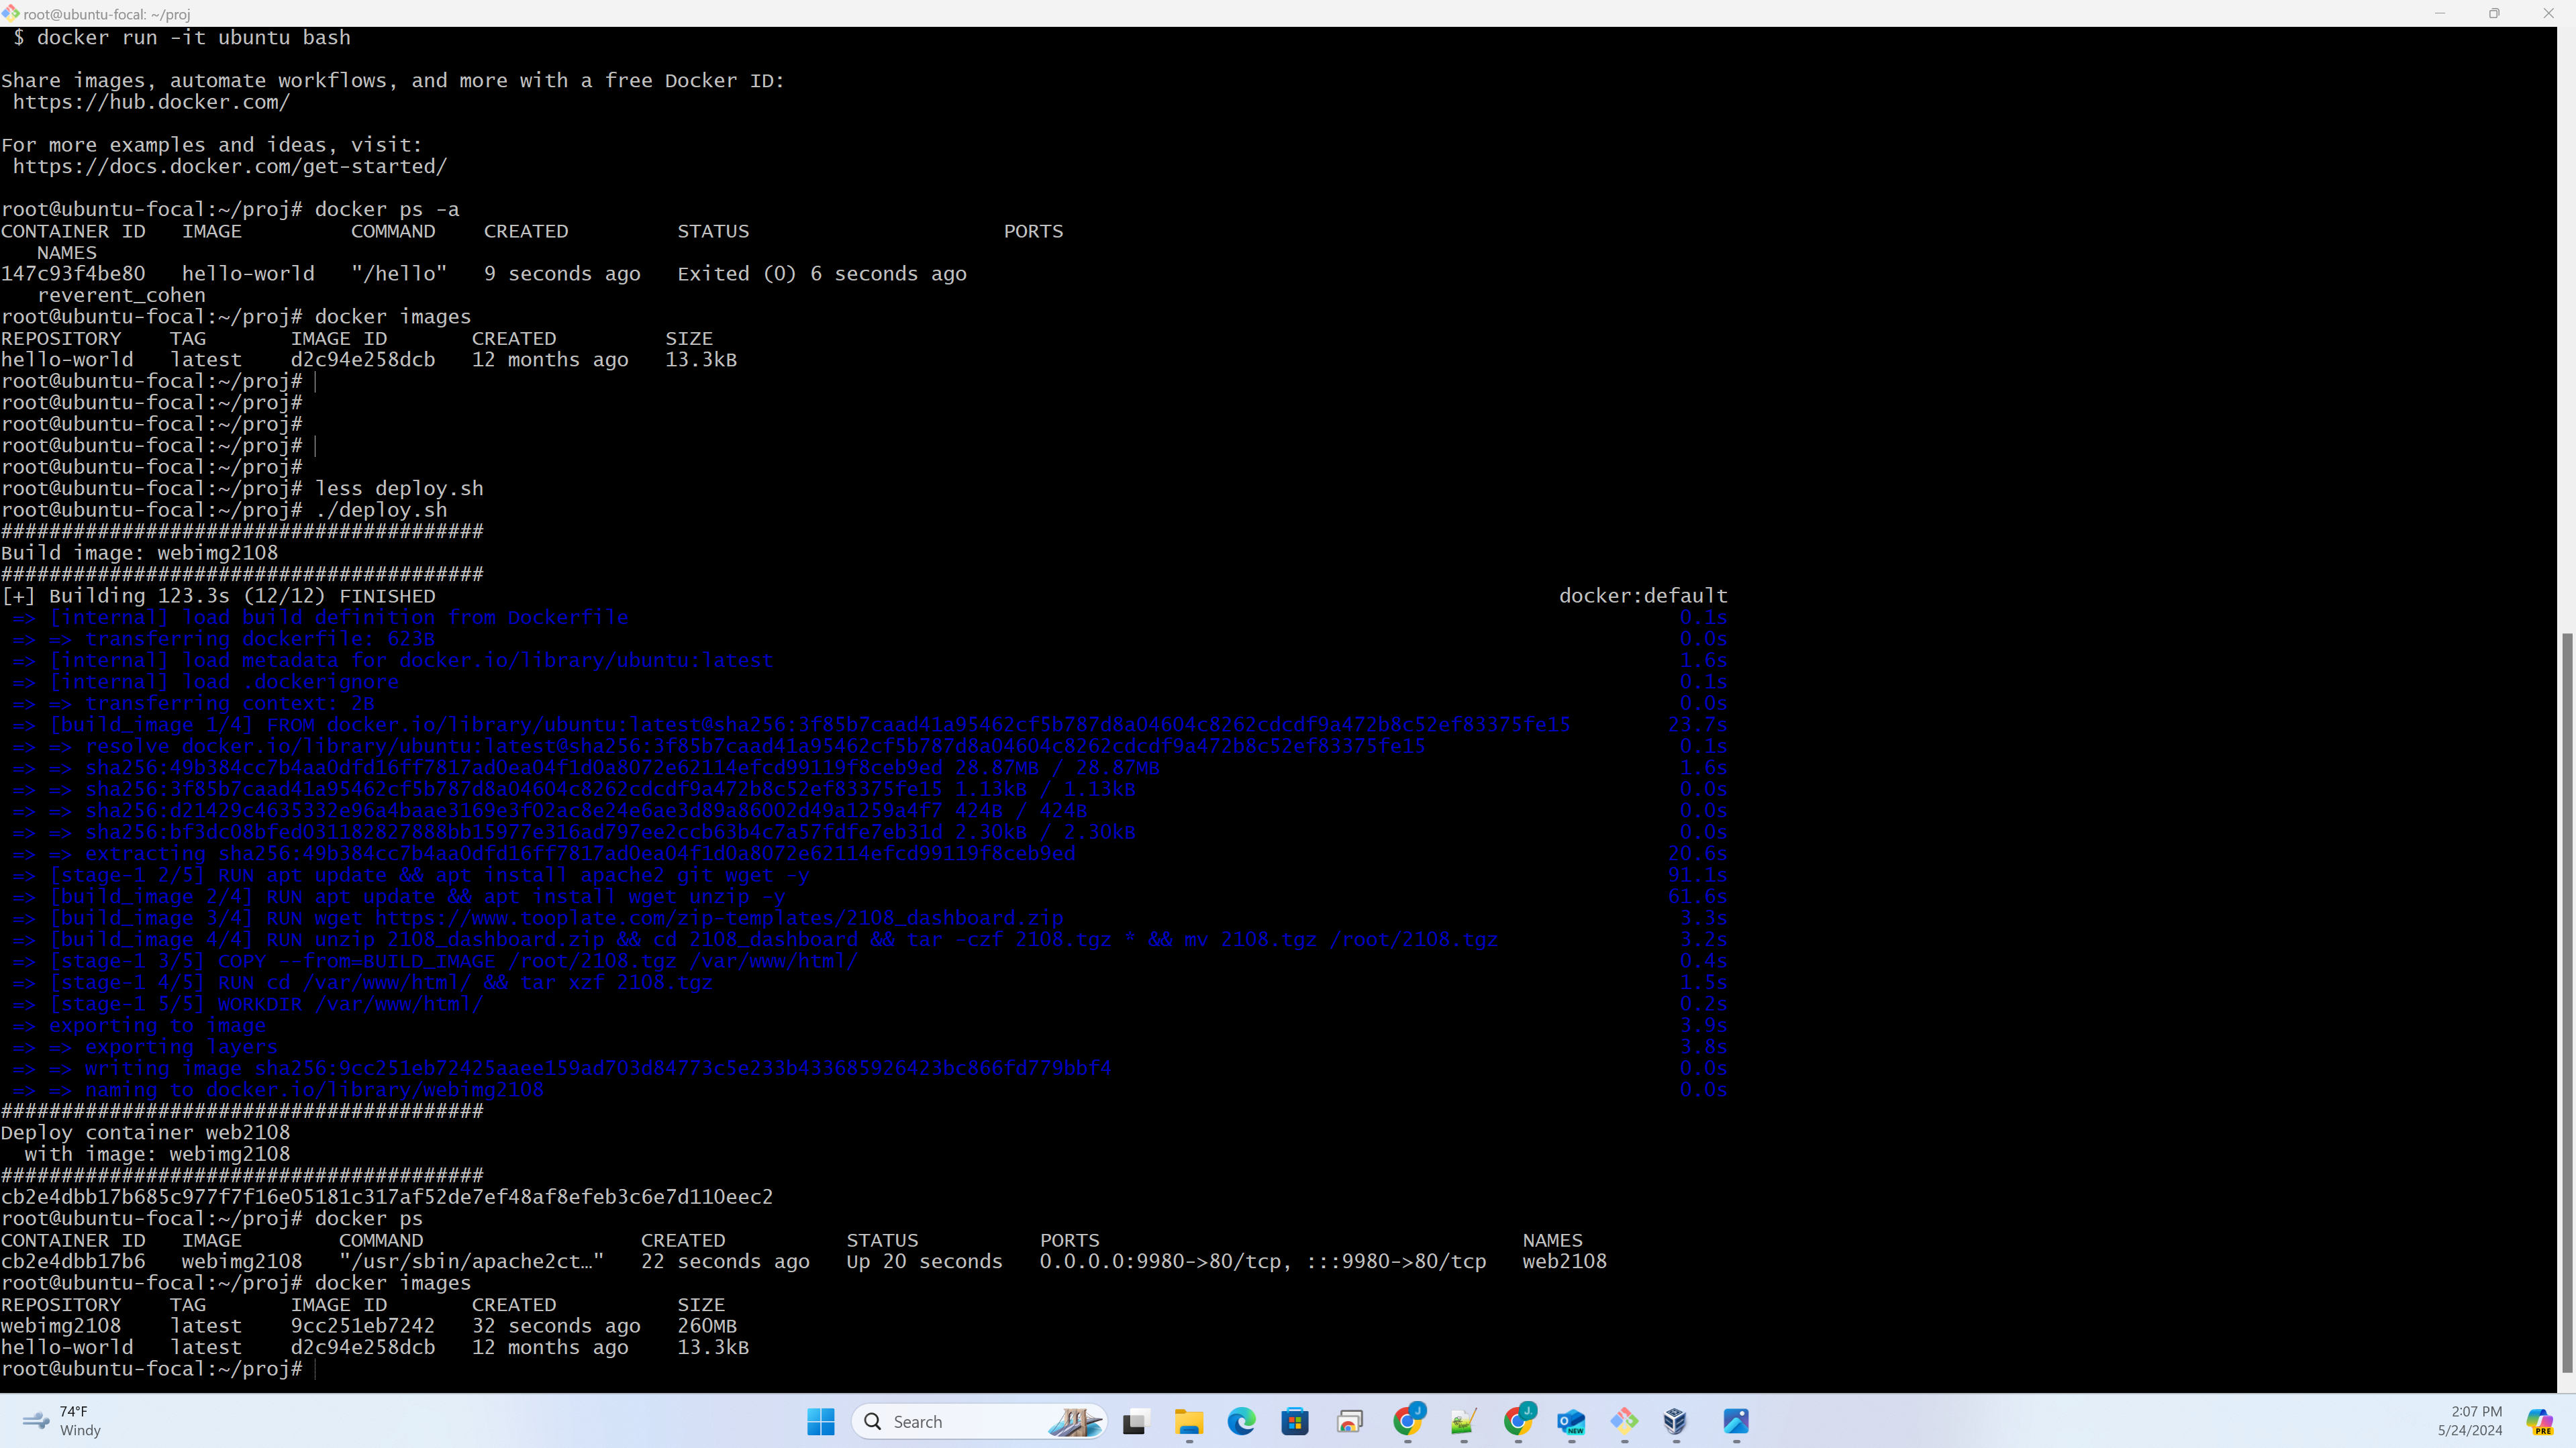 root@ubuntu-focal: ~/proj
$ docker run -it ubuntu bash
Share images, automate workflows, and more with a free Docker ID:
https://hub.docker.com/
For more examples and ideas, visit:
https://docs.docker.com/get-started/
root@ubuntu-focal:~/proj# docker ps -a
CONTAINER ID   IMAGE         COMMAND    CREATED         STATUS                     PORTS
NAMES
147c93f4be80   hello-world   "/hello"   9 seconds ago   Exited (0) 6 seconds ago
reverent_cohen
root@ubuntu-focal:~/proj# docker images
REPOSITORY    TAG       IMAGE ID       CREATED         SIZE
hello-world   latest    d2c94e258dcb   12 months ago   13.3kB
root@ubuntu-focal:~/proj#
root@ubuntu-focal:~/proj#
root@ubuntu-focal:~/proj#
root@ubuntu-focal:~/proj#
root@ubuntu-focal:~/proj#
root@ubuntu-focal:~/proj# less deploy.sh
root@ubuntu-focal:~/proj# ./deploy.sh
########################################
Build image: webimg2108
########################################
[+] Building 123.3s (12/12) FINISHED docker:default
=> [internal] load build definition from Dockerfile 0.1s
=> => transferring dockerfile: 623B 0.0s
=> [internal] load metadata for docker.io/library/ubuntu:latest 1.6s
=> [internal] load .dockerignore 0.1s
=> => transferring context: 2B 0.0s
=> [build_image 1/4] FROM docker.io/library/ubuntu:latest@sha256:3f85b7caad41a95462cf5b787d8a04604c8262cdcdf9a472b8c52ef83375fe15 23.7s
=> => resolve docker.io/library/ubuntu:latest@sha256:3f85b7caad41a95462cf5b787d8a04604c8262cdcdf9a472b8c52ef83375fe15 0.1s
=> => sha256:49b384cc7b4aa0dfd16ff7817ad0ea04f1d0a8072e62114efcd99119f8ceb9ed 28.87MB / 28.87MB 1.6s
=> => sha256:3f85b7caad41a95462cf5b787d8a04604c8262cdcdf9a472b8c52ef83375fe15 1.13kB / 1.13kB 0.0s
=> => sha256:d21429c4635332e96a4baae3169e3f02ac8e24e6ae3d89a86002d49a1259a4f7 424B / 424B 0.0s
=> => sha256:bf3dc08bfed031182827888bb15977e316ad797ee2ccb63b4c7a57fdfe7eb31d 2.30kB / 2.30kB 0.0s
=> => extracting sha256:49b384cc7b4aa0dfd16ff7817ad0ea04f1d0a8072e62114efcd99119f8ceb9ed 20.6s
=> [stage-1 2/5] RUN apt update && apt install apache2 git wget -y 91.1s
=> [build_image 2/4] RUN apt update && apt install wget unzip -y 61.6s
=> [build_image 3/4] RUN wget https://www.tooplate.com/zip-templates/2108_dashboard.zip 3.3s
=> [build_image 4/4] RUN unzip 2108_dashboard.zip && cd 2108_dashboard && tar -czf 2108.tgz * && mv 2108.tgz /root/2108.tgz 3.2s
=> [stage-1 3/5] COPY --from=BUILD_IMAGE /root/2108.tgz /var/www/html/ 0.4s
=> [stage-1 4/5] RUN cd /var/www/html/ && tar xzf 2108.tgz 1.5s
=> [stage-1 5/5] WORKDIR /var/www/html/ 0.2s
=> exporting to image 3.9s
=> => exporting layers 3.8s
=> => writing image sha256:9cc251eb72425aaee159ad703d84773c5e233b433685926423bc866fd779bbf4 0.0s
=> => naming to docker.io/library/webimg2108 0.0s
########################################
Deploy container web2108
with image: webimg2108
########################################
cb2e4dbb17b685c977f7f16e05181c317af52de7ef48af8efeb3c6e7d110eec2
root@ubuntu-focal:~/proj# docker ps
CONTAINER ID   IMAGE        COMMAND                  CREATED          STATUS          PORTS                                   NAMES
cb2e4dbb17b6   webimg2108   "/usr/sbin/apache2ct…"   22 seconds ago   Up 20 seconds   0.0.0.0:9980->80/tcp, :::9980->80/tcp   web2108
root@ubuntu-focal:~/proj# docker images
REPOSITORY    TAG       IMAGE ID       CREATED          SIZE
webimg2108    latest    9cc251eb7242   32 seconds ago   260MB
hello-world   latest    d2c94e258dcb   12 months ago    13.3kB
root@ubuntu-focal:~/proj#
74°F
Windy
Search
J
J.
NEW
2:07 PM
5/24/2024
PRE